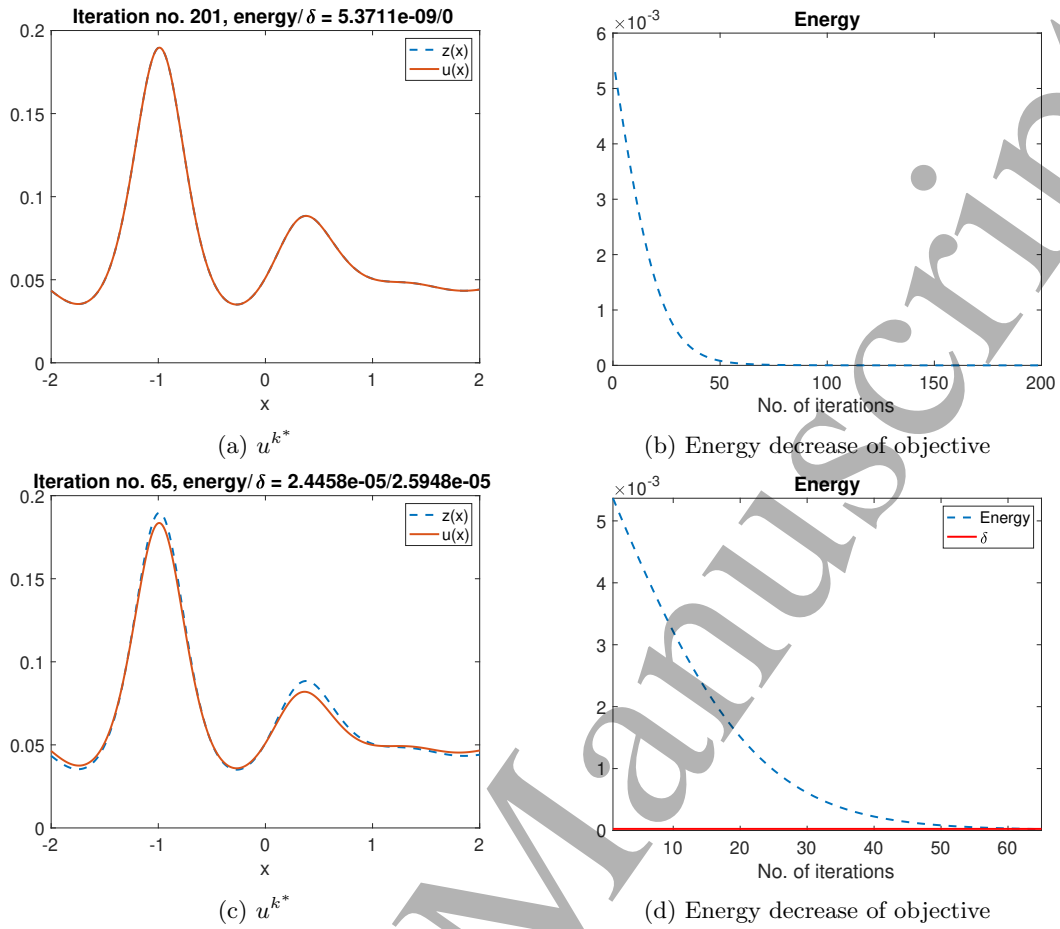 Iteration no. 201, energy/δ = 5.3711e-09/0
0.2
0.15
0.1
0.05
0
-2 -1 0 1 2
x
z(x)
u(x)
(a) u^{k*}
Energy
×10^{-3}
6
5
4
3
2
1
0
0 50 100 150 200
No. of iterations
(b) Energy decrease of objective
Iteration no. 65, energy/δ = 2.4458e-05/2.5948e-05
0.2
0.15
0.1
0.05
0
-2 -1 0 1 2
x
z(x)
u(x)
(c) u^{k*}
Energy
×10^{-3}
5
4
3
2
1
0
10 20 30 40 50 60
No. of iterations
Energy
δ
(d) Energy decrease of objective
Manuscrip